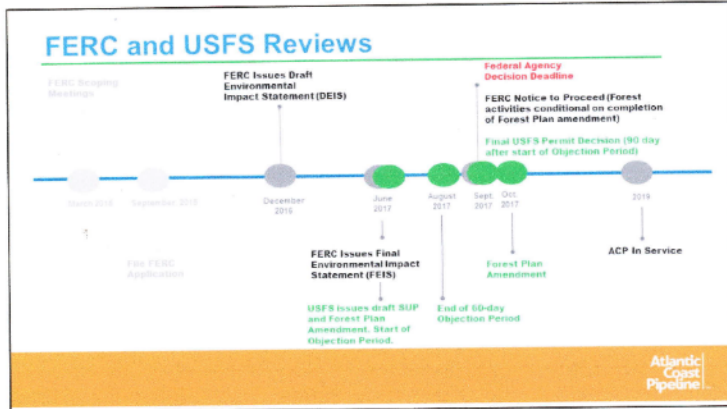 FERC and USFS Reviews
FERC Scoping
Meetings
FERC Issues Draft
Environmental
Impact Statement (DEIS)
Federal Agency
Decision Deadline
FERC Notice to Proceed (Forest
activities conditional on completion
of Forest Plan amendment)
Final USFS Permit Decision (90 day
after start of Objection Period)
March 2015
September 2015
December
2016
June
2017
August
2017
Sept.
2017
Oct.
2017
2019
File FERC
Application
FERC Issues Final
Environmental Impact
Statement (FEIS)
USFS issues draft SUP
and Forest Plan
Amendment. Start of
Objection Period.
End of 60-day
Objection Period
Forest Plan
Amendment
ACP In Service
Atlantic
Coast
Pipeline